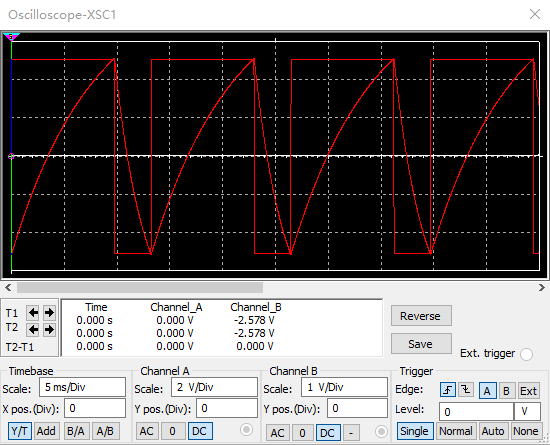 Oscilloscope-XSC1
Time Channel_A Channel_B
T1 0.000 s 0.000 V -2.578 V
T2 0.000 s 0.000 V -2.578 V
T2-T1 0.000 s 0.000 V 0.000 V
Reverse
Save
Ext. trigger
Timebase
Scale: 5 ms/Div
X pos.(Div): 0
Y/T Add B/A A/B
Channel A
Scale: 2 V/Div
Y pos.(Div): 0
AC 0 DC
Channel B
Scale: 1 V/Div
Y pos.(Div): 0
AC 0 DC -
Trigger
Edge: A B Ext
Level: 0 V
Single Normal Auto None